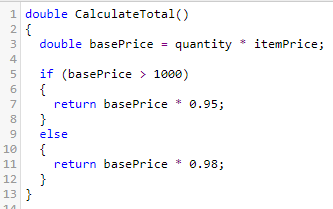 1 double CalculateTotal()
2 {
3 double basePrice = quantity * itemPrice;
4
5 if (basePrice > 1000)
6 {
7 return basePrice * 0.95;
8 }
9 else
10 {
11 return basePrice * 0.98;
12 }
13 }
14